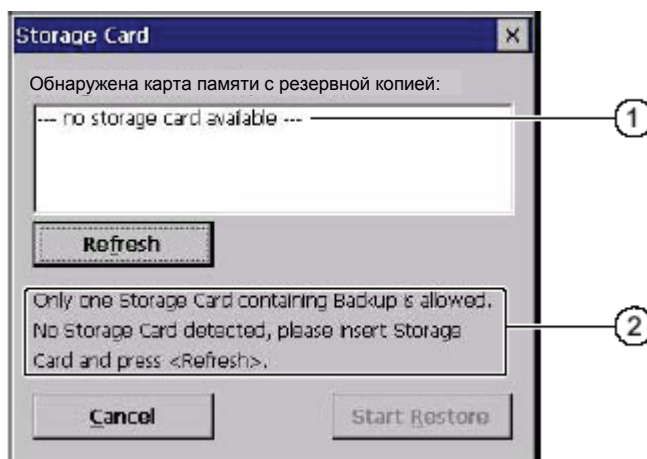 Storage Card
Обнаружена карта памяти с резервной копией:
--- no storage card available ---
1
Refresh
Only one Storage Card containing Backup is allowed.
No Storage Card detected, please insert Storage
Card and press <Refresh>.
2
Cancel
Start Restore